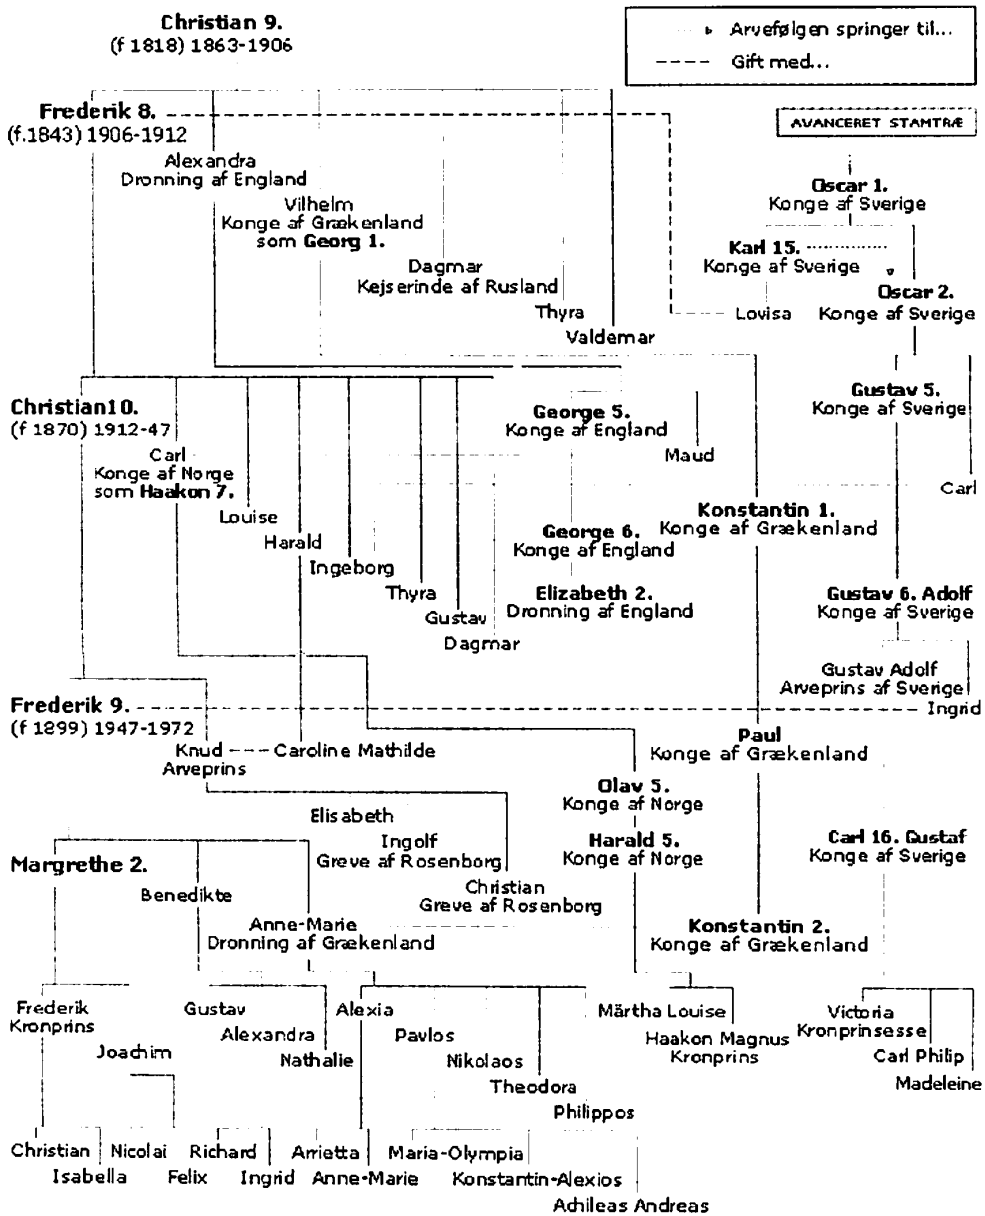 Christian 9.
(f 1818) 1863-1906
Arvefølgen springer til...
Gift med...
AVANCERET STAMTRÆ
Frederik 8.
(f.1843) 1906-1912
Alexandra
Dronning af England
Vilhelm
Konge af Grækenland
som Georg 1.
Dagmar
Kejserinde af Rusland
Thyra
Valdemar
Oscar 1.
Konge af Sverige
Karl 15.
Konge af Sverige
Oscar 2.
Konge af Sverige
Lovisa
Christian10.
(f 1870) 1912-47
Carl
Konge af Norge
som Haakon 7.
Louise
Harald
Ingeborg
Thyra
Gustav
Dagmar
George 5.
Konge af England
Maud
George 6.
Konge af England
Elizabeth 2.
Dronning af England
Konstantin 1.
Konge af Grækenland
Gustav 5.
Konge af Sverige
Carl
Gustav 6. Adolf
Konge af Sverige
Gustav Adolf
Arveprins af Sverige
Ingrid
Frederik 9.
(f 1899) 1947-1972
Knud
Arveprins
Caroline Mathilde
Elisabeth
Ingolf
Greve af Rosenborg
Christian
Greve af Rosenborg
Paul
Konge af Grækenland
Olav 5.
Konge af Norge
Harald 5.
Konge af Norge
Carl 16. Gustaf
Konge af Sverige
Margrethe 2.
Benedikte
Anne-Marie
Dronning af Grækenland
Konstantin 2.
Konge af Grækenland
Frederik
Kronprins
Joachim
Gustav
Alexandra
Nathalie
Alexia
Pavlos
Nikolaos
Theodora
Philippos
Märtha Louise
Haakon Magnus
Kronprins
Victoria
Kronprinsesse
Carl Philip
Madeleine
Christian
Isabella
Nicolai
Felix
Richard
Ingrid
Arrietta
Anne-Marie
Maria-Olympia
Konstantin-Alexios
Achileas Andreas